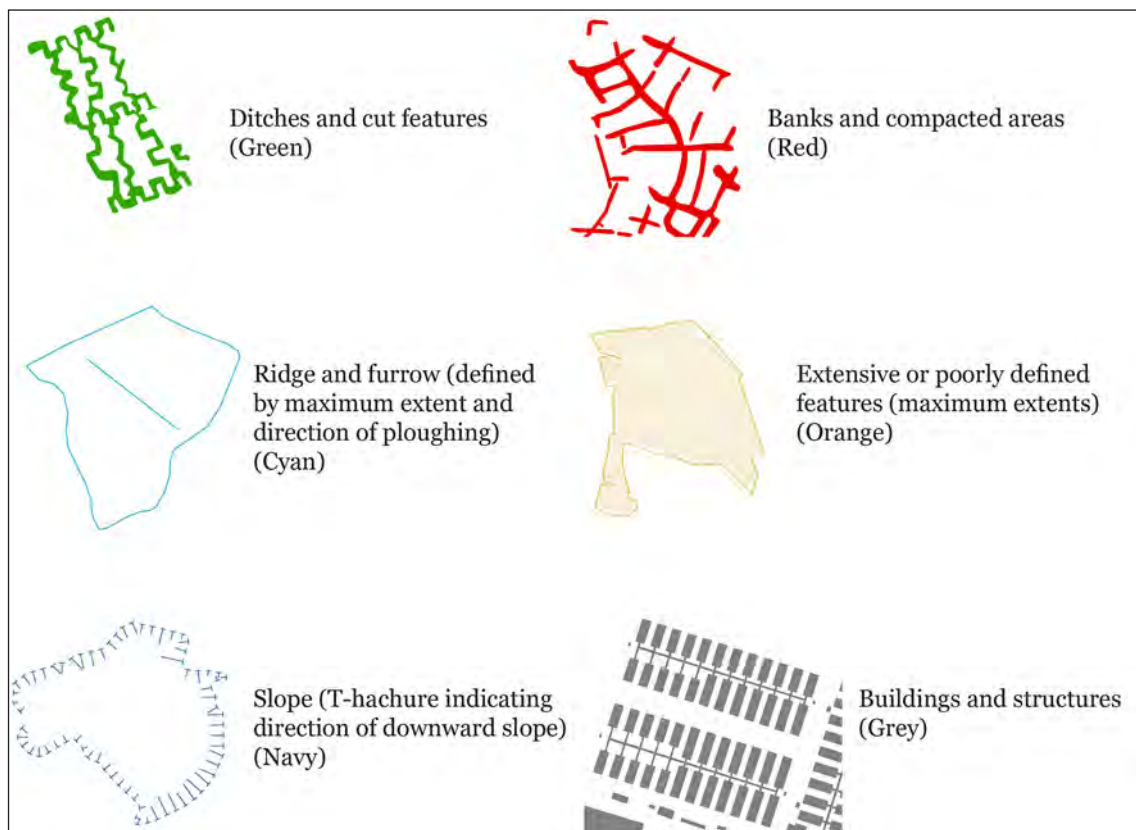 Ditches and cut features
(Green)
Banks and compacted areas
(Red)
Ridge and furrow (defined
by maximum extent and
direction of ploughing)
(Cyan)
Extensive or poorly defined
features (maximum extents)
(Orange)
Slope (T-hachure indicating
direction of downward slope)
(Navy)
Buildings and structures
(Grey)